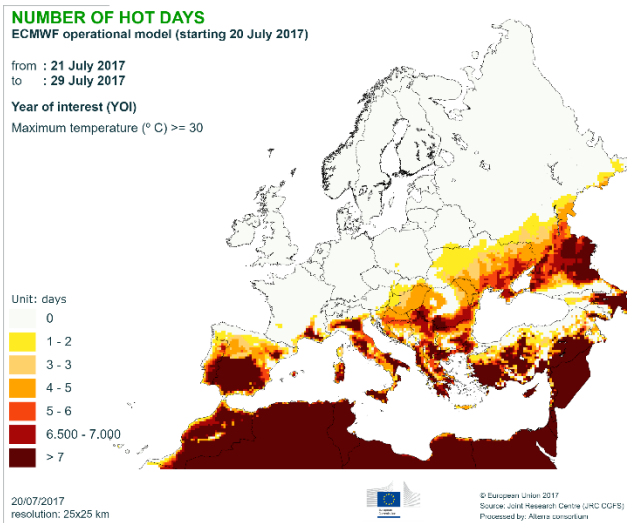 NUMBER OF HOT DAYS
ECMWF operational model (starting 20 July 2017)
from : 21 July 2017
to : 29 July 2017
Year of interest (YOI)
Maximum temperature (º C) >= 30
Unit: days
0
1 - 2
3 - 3
4 - 5
5 - 6
6.500 - 7.000
> 7
20/07/2017
resolution: 25x25 km
© European Union 2017
Source: Joint Research Centre (JRC CGFS)
Processed by: Alterra consortium